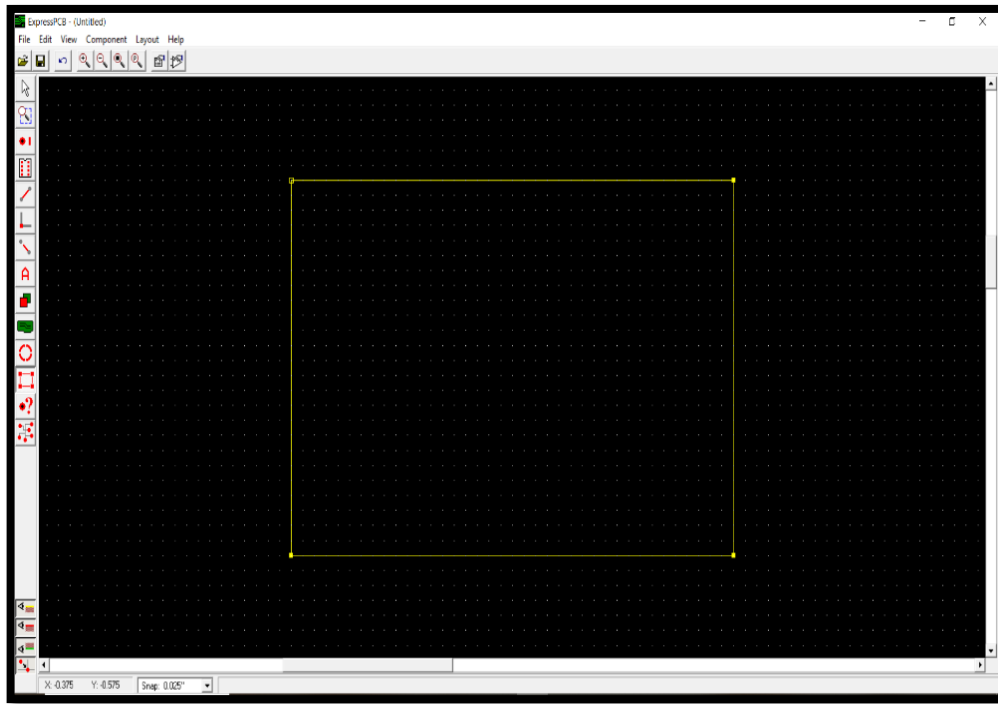 ExpressPCB - (Untitled)
File Edit View Component Layout Help
A
X: -0.375 Y: -0.575 Snap: 0.025"